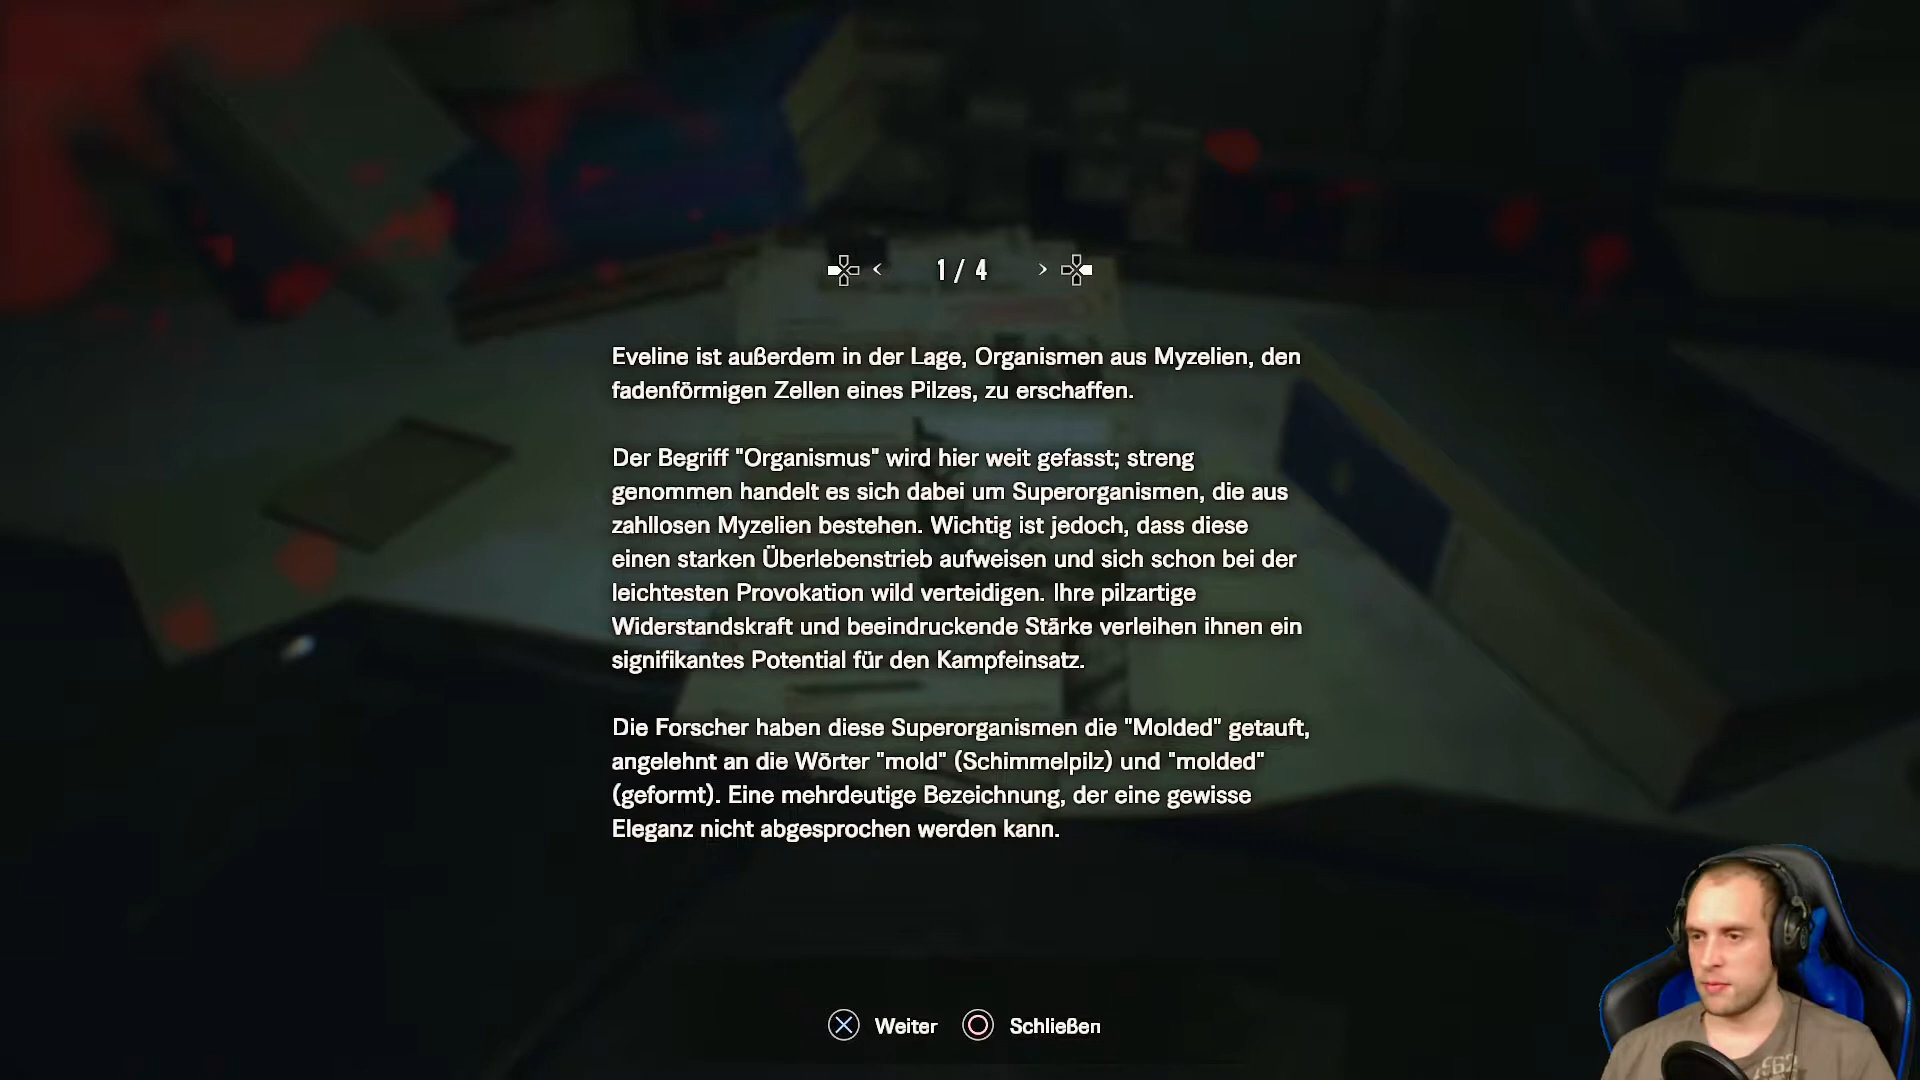 1 / 4
Eveline ist außerdem in der Lage, Organismen aus Myzelien, den
fadenförmigen Zellen eines Pilzes, zu erschaffen.
Der Begriff "Organismus" wird hier weit gefasst; streng
genommen handelt es sich dabei um Superorganismen, die aus
zahllosen Myzelien bestehen. Wichtig ist jedoch, dass diese
einen starken Überlebenstrieb aufweisen und sich schon bei der
leichtesten Provokation wild verteidigen. Ihre pilzartige
Widerstandskraft und beeindruckende Stärke verleihen ihnen ein
signifikantes Potential für den Kampfeinsatz.
Die Forscher haben diese Superorganismen die "Molded" getauft,
angelehnt an die Wörter "mold" (Schimmelpilz) und "molded"
(geformt). Eine mehrdeutige Bezeichnung, der eine gewisse
Eleganz nicht abgesprochen werden kann.
Weiter Schließen